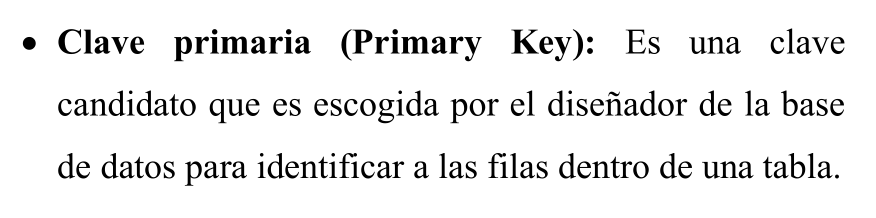 • Clave primaria (Primary Key): Es una clave
candidato que es escogida por el diseñador de la base
de datos para identificar a las filas dentro de una tabla.